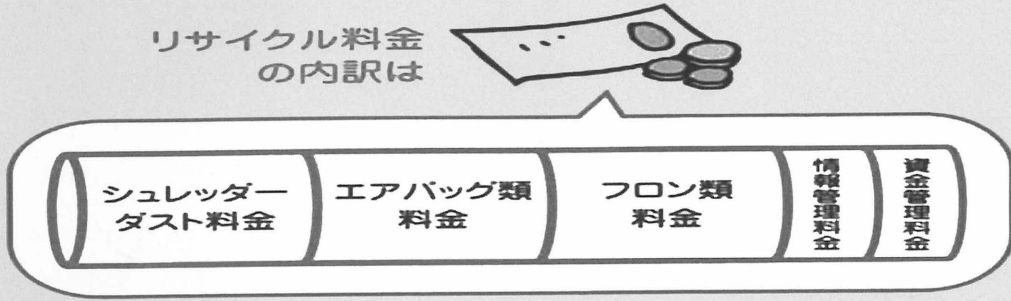 リサイクル料金
の内訳は
シュレッダー
ダスト料金
エアバッグ類
料金
フロン類
料金
情報管理料金
資金管理料金